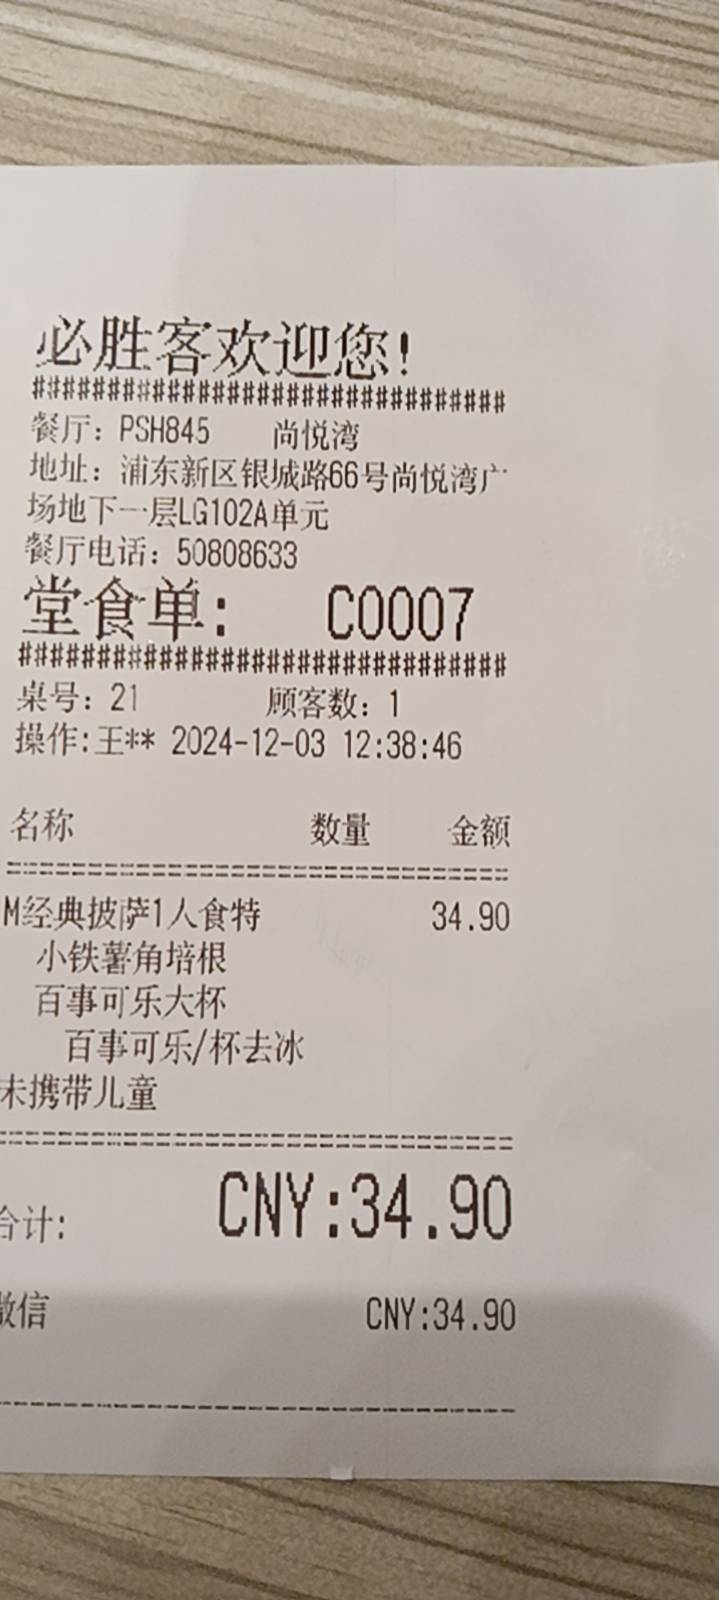 必胜客欢迎您!
################################
餐厅: PSH845 尚悦湾
地址: 浦东新区银城路66号尚悦湾广
场地下一层LG102A单元
餐厅电话: 50808633
堂食单: C0007
################################
桌号: 21 顾客数: 1
操作:王** 2024-12-03 12:38:46
名称 数量 金额
================================
M经典披萨1人食特 34.90
小铁薯角培根
百事可乐大杯
百事可乐/杯去冰
未携带儿童
================================
合计: CNY:34.90
微信 CNY:34.90
--------------------------------